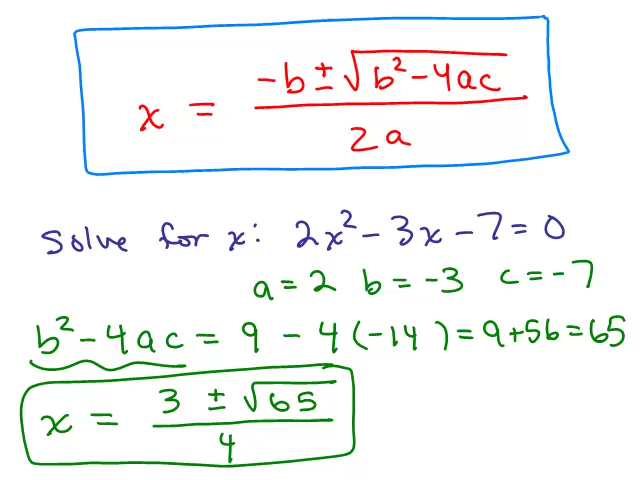 x = (-b ± √(b² - 4ac)) / 2a
Solve for x: 2x² - 3x - 7 = 0
a = 2 b = -3 c = -7
b² - 4ac = 9 - 4(-14) = 9 + 56 = 65
x = (3 ± √65) / 4